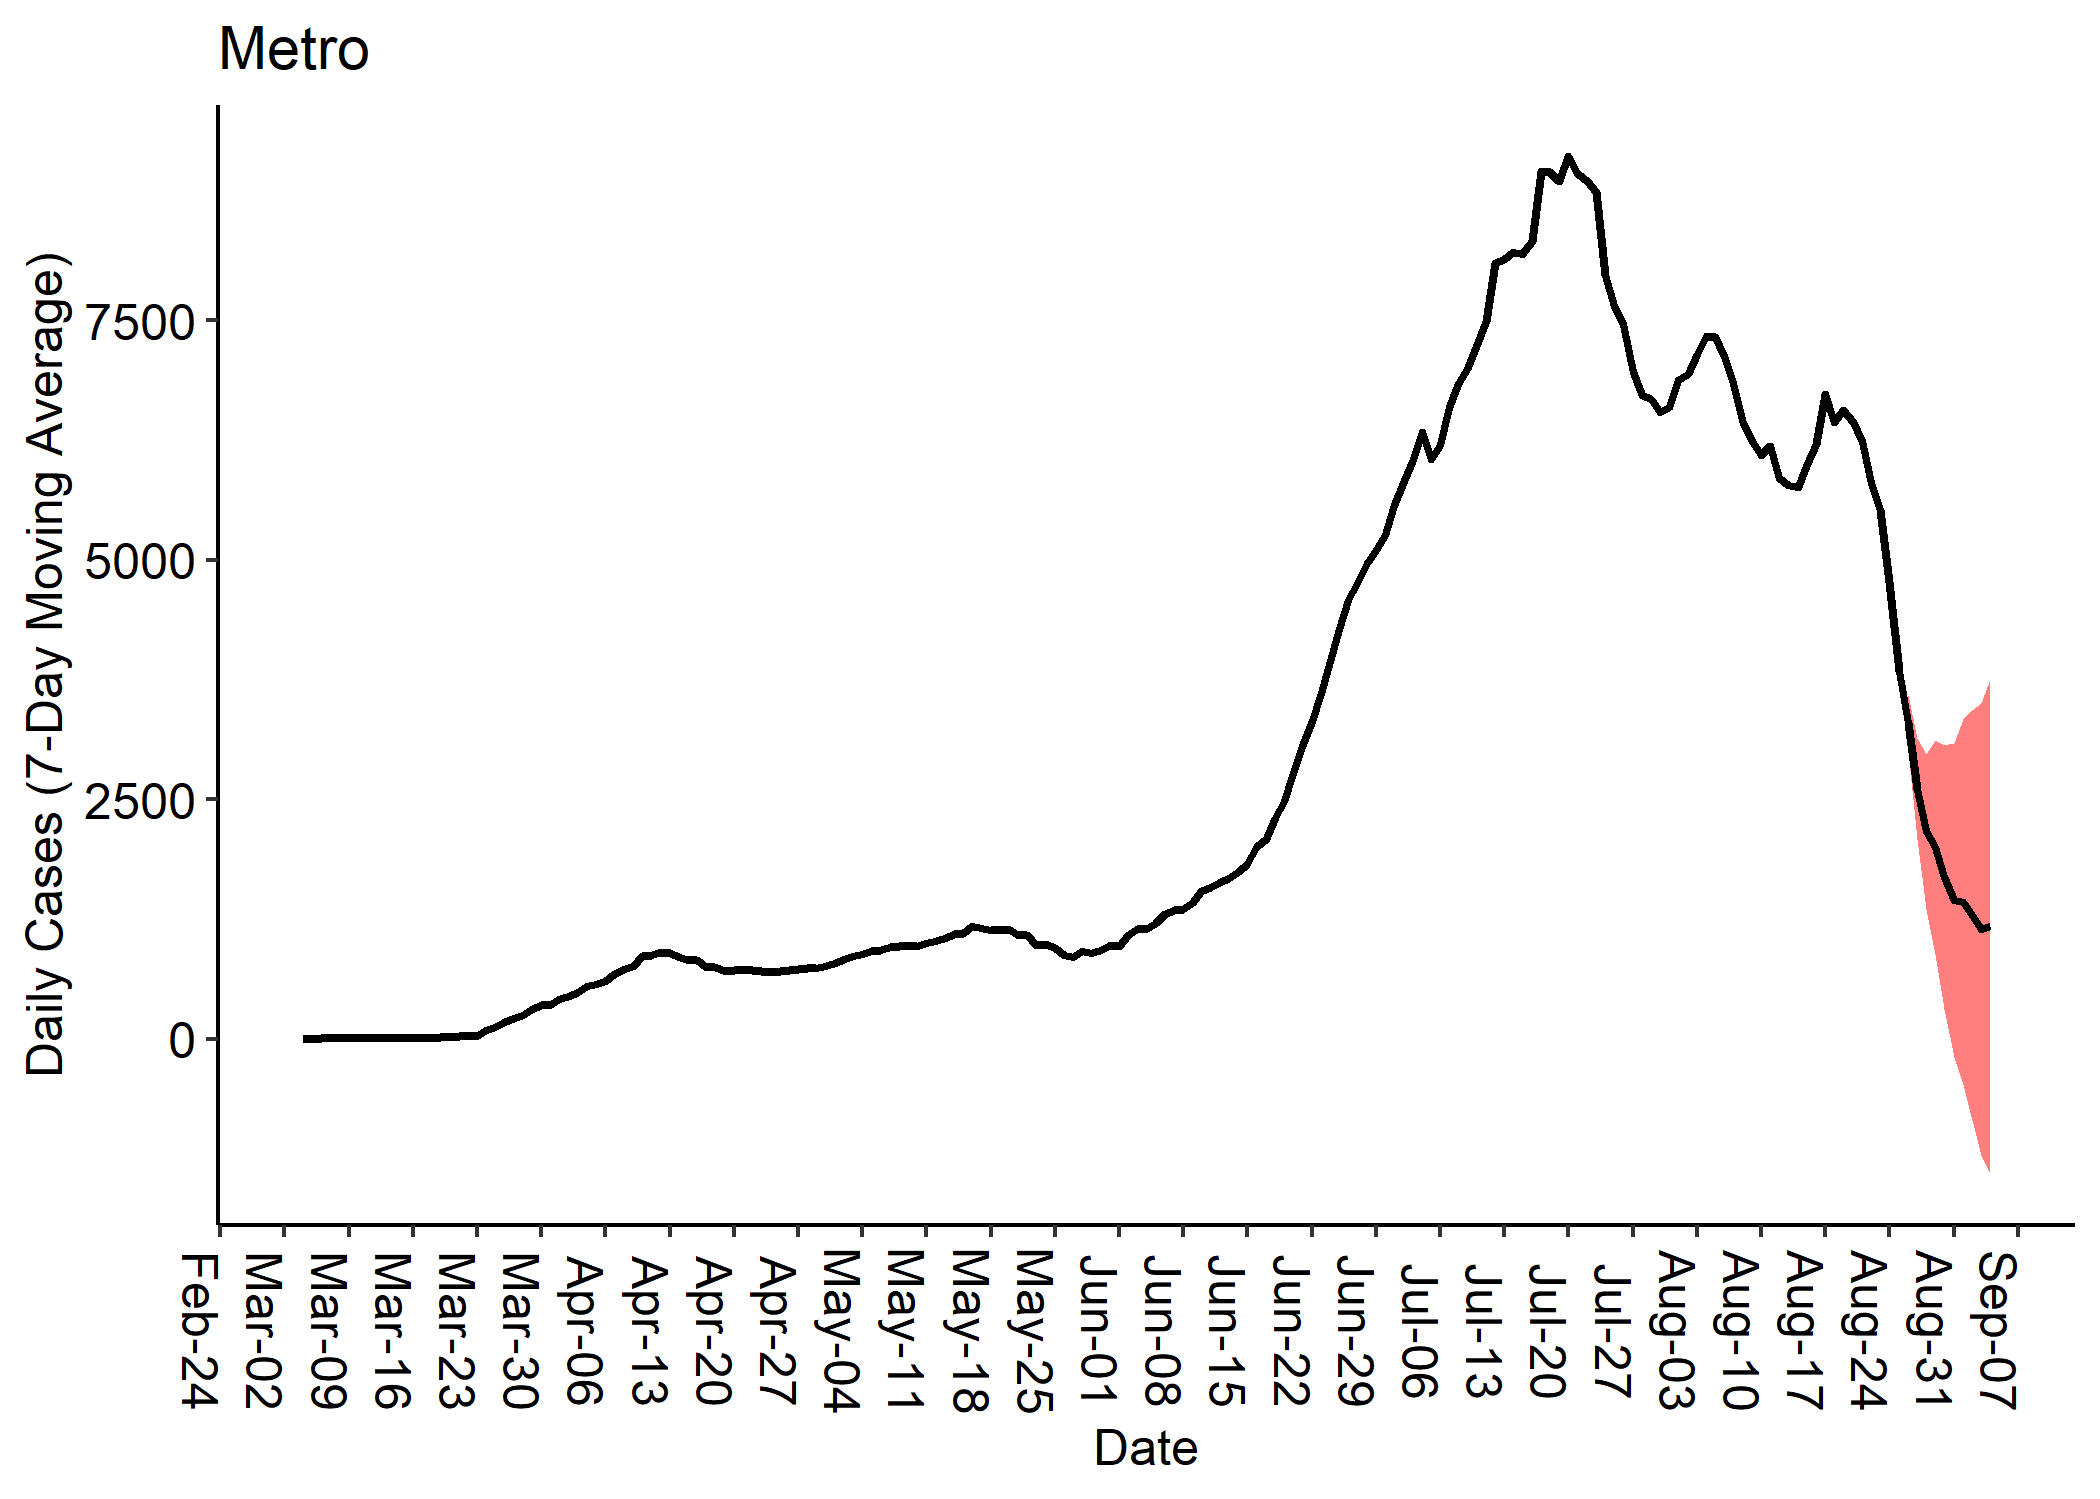 Metro
Daily Cases (7-Day Moving Average)
7500
5000
2500
0
Feb-24
Mar-02
Mar-09
Mar-16
Mar-23
Mar-30
Apr-06
Apr-13
Apr-20
Apr-27
May-04
May-11
May-18
May-25
Jun-01
Jun-08
Jun-15
Jun-22
Jun-29
Jul-06
Jul-13
Jul-20
Jul-27
Aug-03
Aug-10
Aug-17
Aug-24
Aug-31
Sep-07
Date